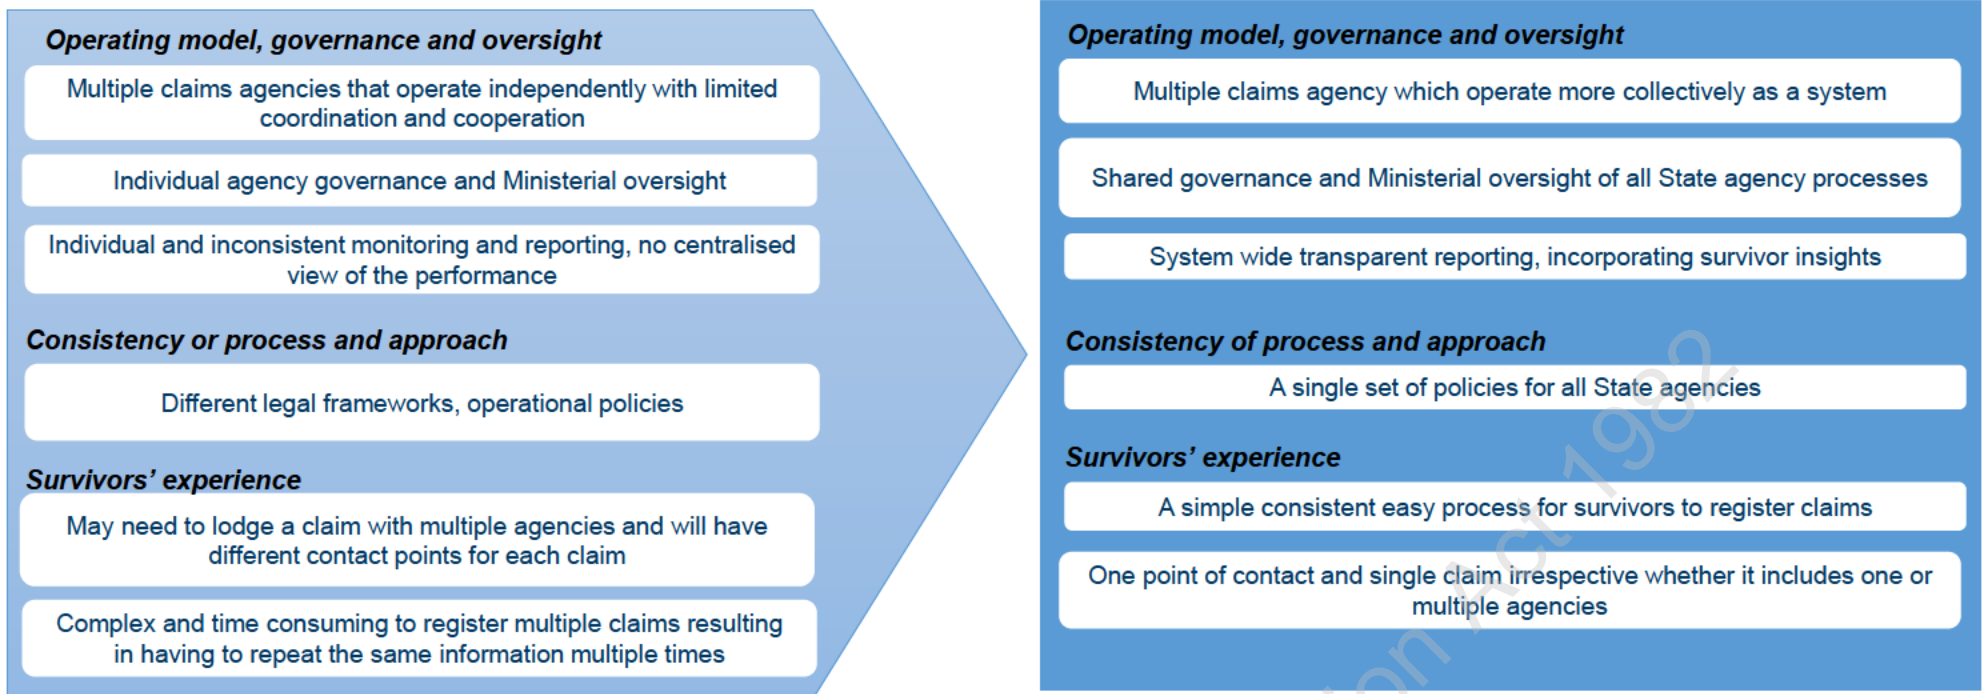 Operating model, governance and oversight
Multiple claims agencies that operate independently with limited
coordination and cooperation
Individual agency governance and Ministerial oversight
Individual and inconsistent monitoring and reporting, no centralised
view of the performance
Consistency or process and approach
Different legal frameworks, operational policies
Survivors’ experience
May need to lodge a claim with multiple agencies and will have
different contact points for each claim
Complex and time consuming to register multiple claims resulting
in having to repeat the same information multiple times
Operating model, governance and oversight
Multiple claims agency which operate more collectively as a system
Shared governance and Ministerial oversight of all State agency processes
System wide transparent reporting, incorporating survivor insights
Consistency of process and approach
A single set of policies for all State agencies
Survivors’ experience
A simple consistent easy process for survivors to register claims
One point of contact and single claim irrespective whether it includes one or
multiple agencies
ion Act 1982